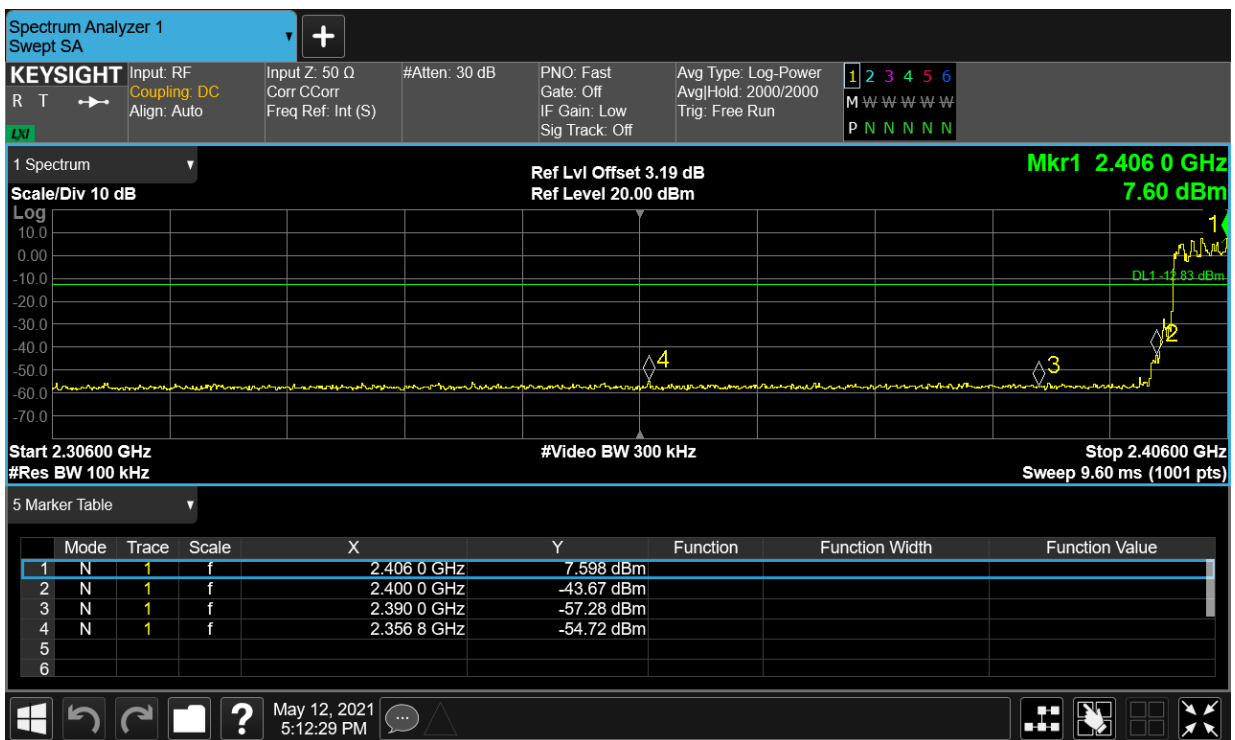 Spectrum Analyzer 1
Swept SA
KEYSIGHT
R T
LXI
Input: RF
Coupling: DC
Align: Auto
Input Z: 50 Ω
Corr CCorr
Freq Ref: Int (S)
#Atten: 30 dB
PNO: Fast
Gate: Off
IF Gain: Low
Sig Track: Off
Avg Type: Log-Power
Avg|Hold: 2000/2000
Trig: Free Run
1 2 3 4 5 6
M W W W W W
P N N N N N
1 Spectrum
Scale/Div 10 dB
Ref Lvl Offset 3.19 dB
Ref Level 20.00 dBm
Mkr1 2.406 0 GHz
7.60 dBm
Log
10.0
0.00
-10.0
-20.0
-30.0
-40.0
-50.0
-60.0
-70.0
1
DL1 -12.83 dBm
2
4
3
Start 2.30600 GHz
#Video BW 300 kHz
Stop 2.40600 GHz
#Res BW 100 kHz
Sweep 9.60 ms (1001 pts)
5 Marker Table
Mode Trace Scale X Y Function Function Width Function Value
1 N 1 f 2.406 0 GHz 7.598 dBm
2 N 1 f 2.400 0 GHz -43.67 dBm
3 N 1 f 2.390 0 GHz -57.28 dBm
4 N 1 f 2.356 8 GHz -54.72 dBm
5
6
?
May 12, 2021
5:12:29 PM